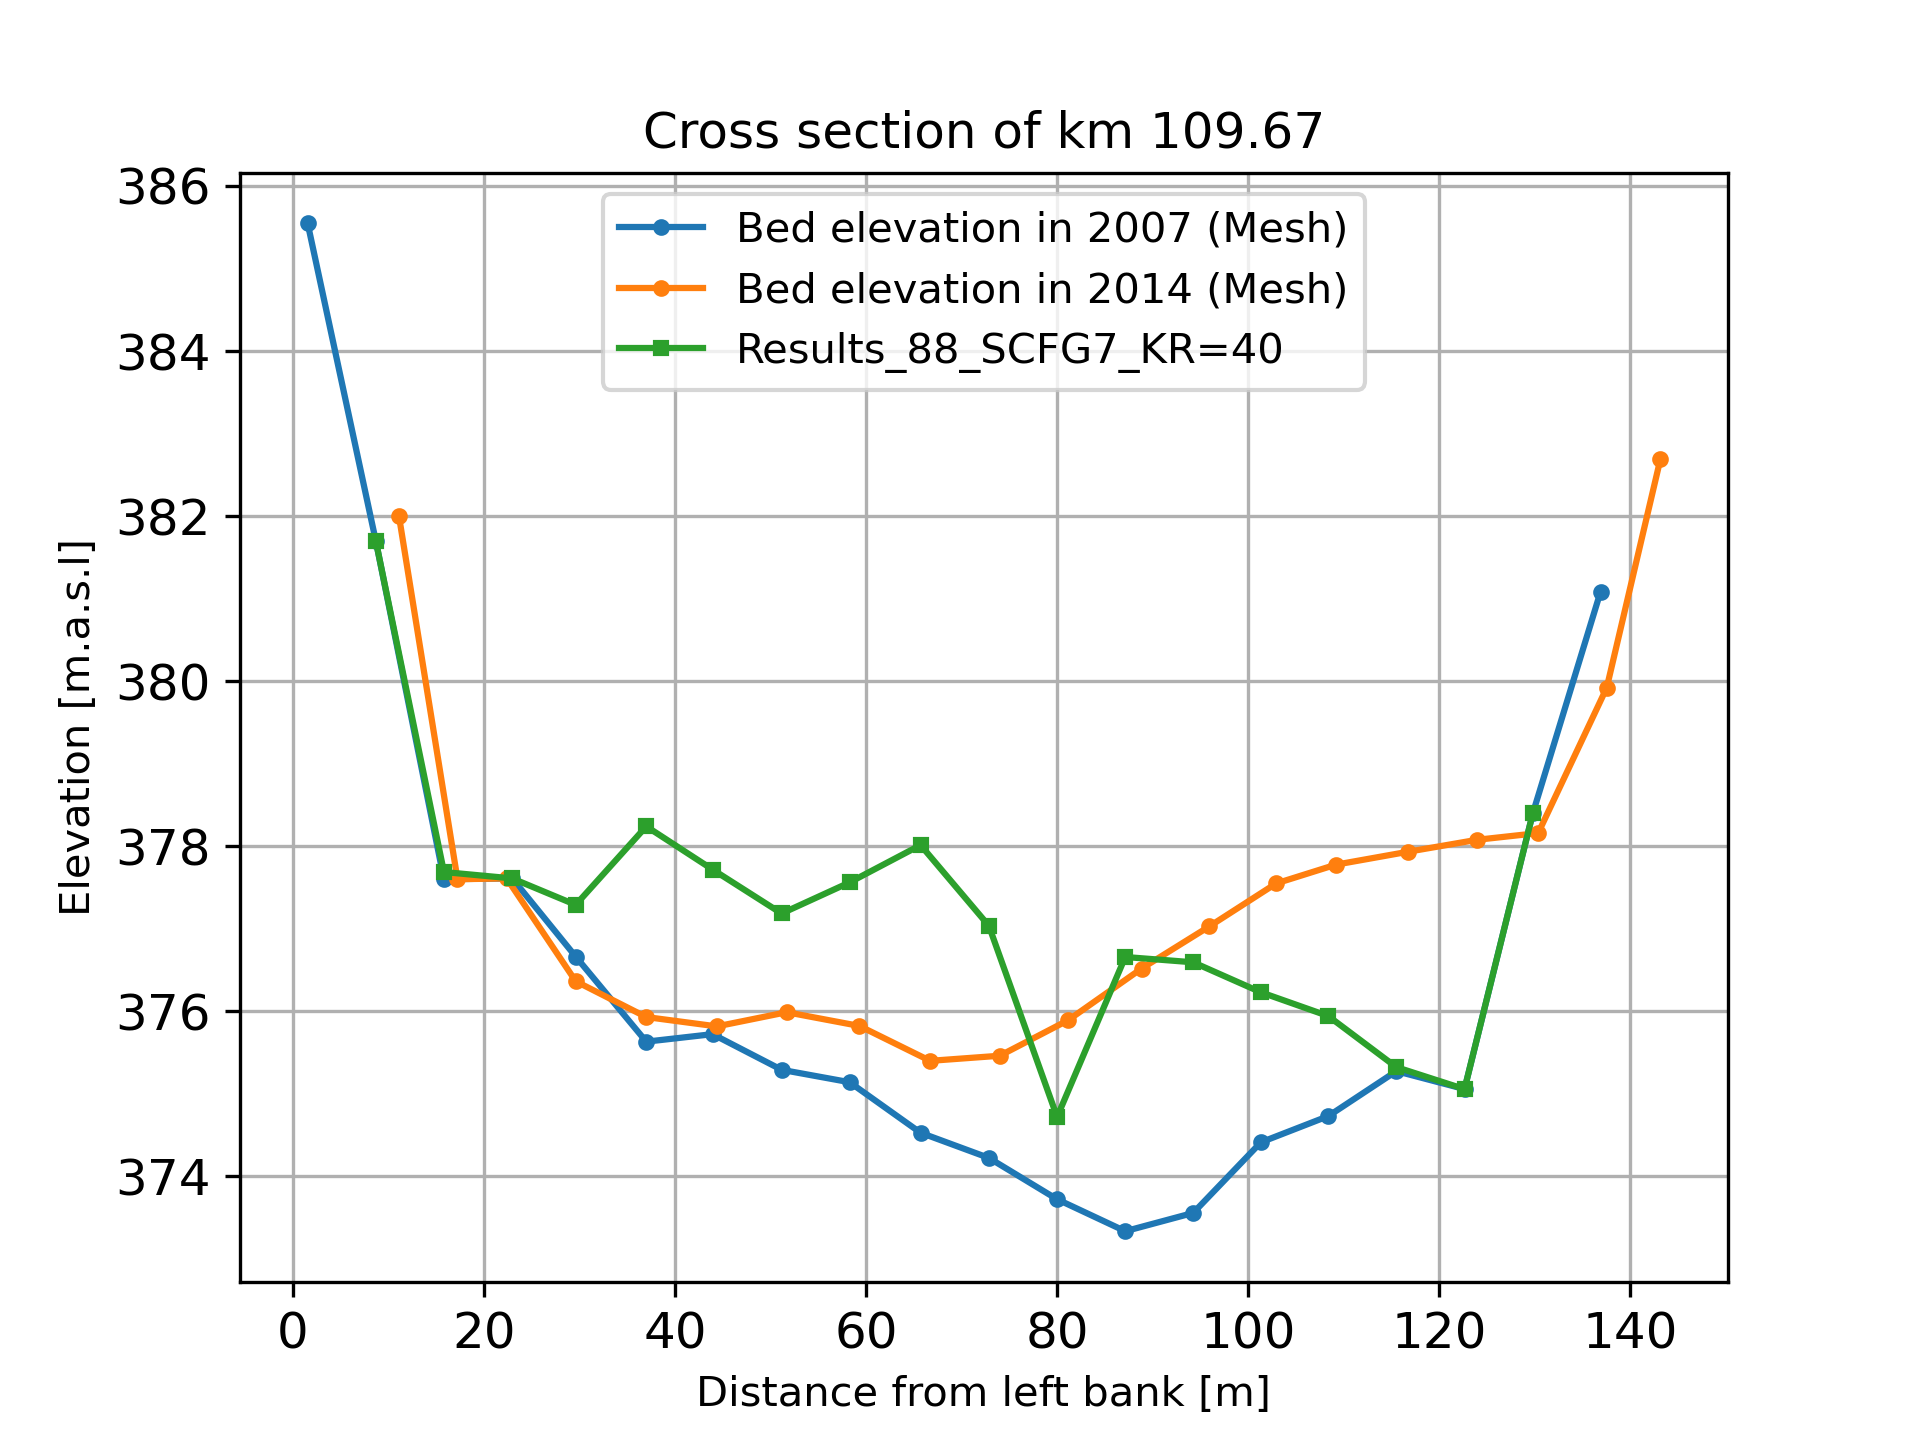 Cross section of km 109.67
386
384
382
380
378
376
374
Elevation [m.a.s.l]
Bed elevation in 2007 (Mesh)
Bed elevation in 2014 (Mesh)
Results_88_SCFG7_KR=40
0 20 40 60 80 100 120 140
Distance from left bank [m]